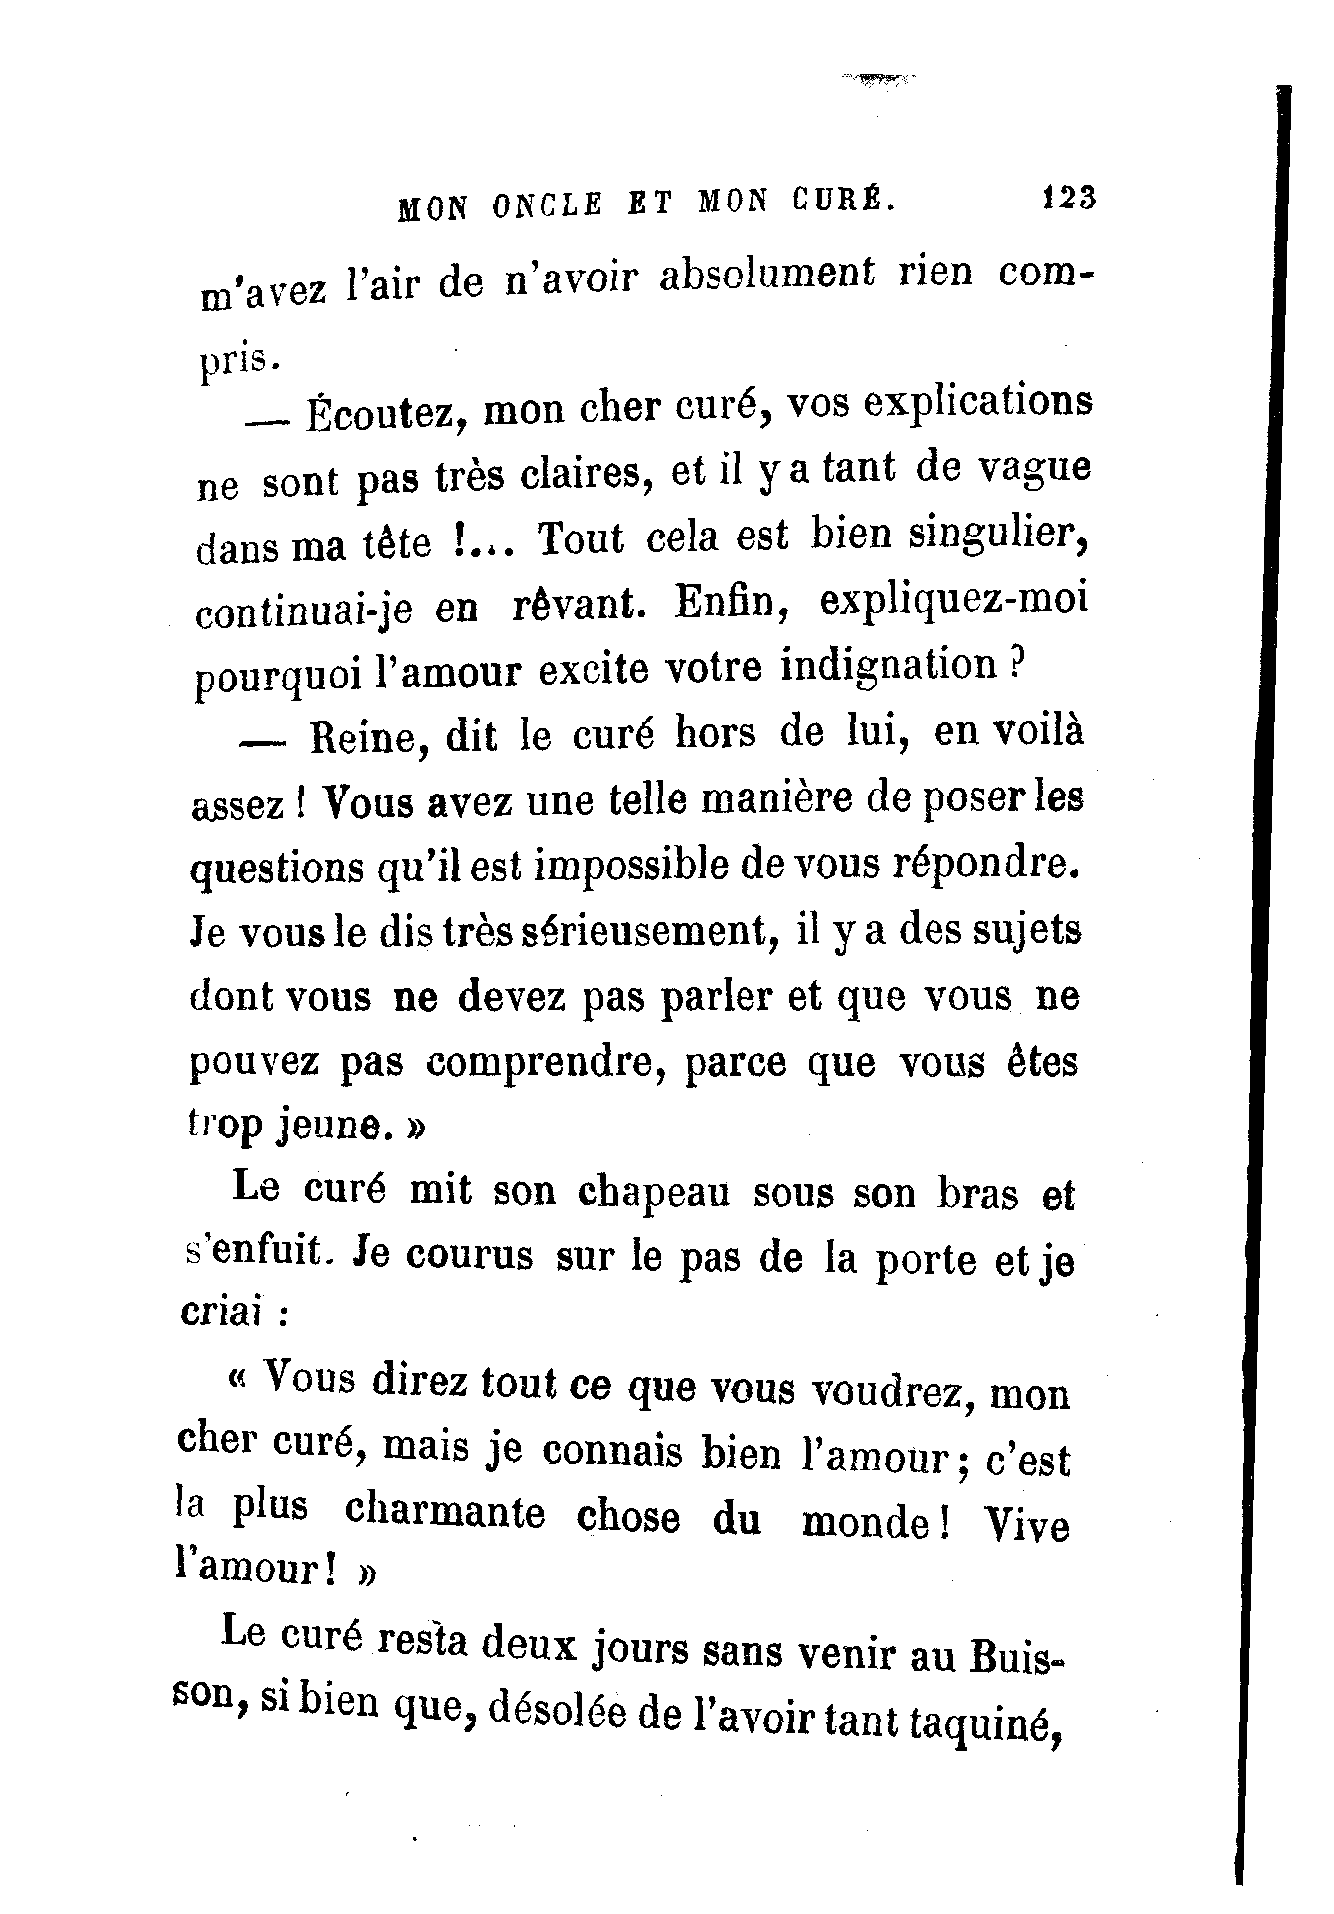 MON ONCLE ET MON CURÉ. 123
m'avez l'air de n'avoir absolument rien com-
pris.
— Écoutez, mon cher curé, vos explications
ne sont pas très claires, et il y a tant de vague
dans ma tête !... Tout cela est bien singulier,
continuai-je en rêvant. Enfin, expliquez-moi
pourquoi l'amour excite votre indignation ?
— Reine, dit le curé hors de lui, en voilà
assez ! Vous avez une telle manière de poser les
questions qu'il est impossible de vous répondre.
Je vous le dis très sérieusement, il y a des sujets
dont vous ne devez pas parler et que vous ne
pouvez pas comprendre, parce que vous êtes
trop jeune. »
Le curé mit son chapeau sous son bras et
s'enfuit. Je courus sur le pas de la porte et je
criai :
« Vous direz tout ce que vous voudrez, mon
cher curé, mais je connais bien l'amour ; c'est
la plus charmante chose du monde ! Vive
l'amour ! »
Le curé resta deux jours sans venir au Buis-
son, si bien que, désolée de l'avoir tant taquiné,